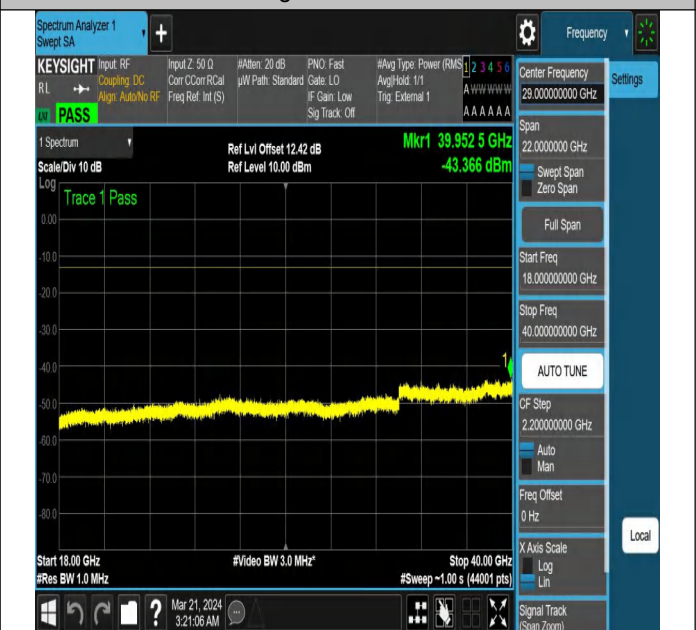 Spectrum Analyzer 1
Swept SA
Frequency
KEYSIGHT
RL
PASS
Input: RF
Coupling: DC
Align: Auto/No RF
Input Z: 50 Ω
Corr CCorr RCal
Freq Ref: Int (S)
#Atten: 20 dB
µW Path: Standard
PNO: Fast
Gate: LO
IF Gain: Low
Sig Track: Off
#Avg Type: Power (RMS
Avg|Hold: 1/1
Trig: External 1
1 2 3 4 5 6
A W W W W W
A A A A A A
1 Spectrum
Scale/Div 10 dB
Ref Lvl Offset 12.42 dB
Ref Level 10.00 dBm
Mkr1 39.952 5 GHz
-43.366 dBm
Log
Trace 1 Pass
0.00
-10.0
-20.0
-30.0
-40.0
-50.0
-60.0
-70.0
-80.0
1
Start 18.00 GHz
#Res BW 1.0 MHz
#Video BW 3.0 MHz*
Stop 40.00 GHz
#Sweep ~1.00 s (44001 pts)
Mar 21, 2024
3:21:06 AM
Center Frequency
29.000000000 GHz
Settings
Span
22.0000000 GHz
Swept Span
Zero Span
Full Span
Start Freq
18.000000000 GHz
Stop Freq
40.000000000 GHz
AUTO TUNE
CF Step
2.200000000 GHz
Auto
Man
Freq Offset
0 Hz
Local
X Axis Scale
Log
Lin
Signal Track
(Span Zoom)